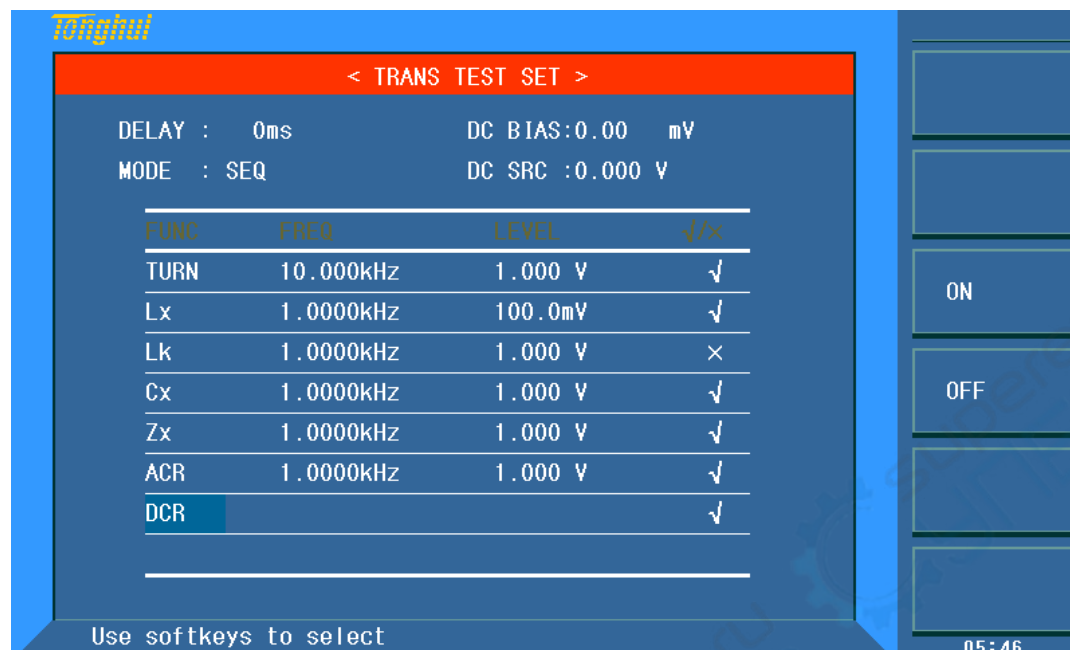 Tonghui
< TRANS TEST SET >
DELAY : 0ms DC BIAS:0.00 mV
MODE : SEQ DC SRC :0.000 V
FUNC FREQ LEVEL √/×
TURN 10.000kHz 1.000 V √
Lx 1.0000kHz 100.0mV √
Lk 1.0000kHz 1.000 V ×
Cx 1.0000kHz 1.000 V √
Zx 1.0000kHz 1.000 V √
ACR 1.0000kHz 1.000 V √
DCR √
ON
OFF
Use softkeys to select
05:46